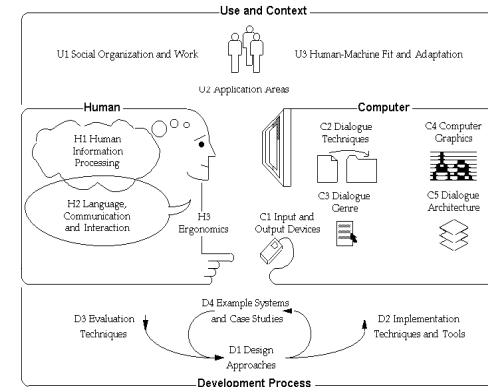 Use and Context
U1 Social Organization and Work
U3 Human-Machine Fit and Adaptation
U2 Application Areas
Human
Computer
H1 Human
Information
Processing
C2 Dialogue
Techniques
C4 Computer
Graphics
H2 Language,
Communication
and Interaction
H3
Ergonomics
C1 Input and
Output Devices
C3 Dialogue
Genre
C5 Dialogue
Architecture
D3 Evaluation
Techniques
D4 Example Systems
and Case Studies
D2 Implementation
Techniques and Tools
D1 Design
Approaches
Development Process